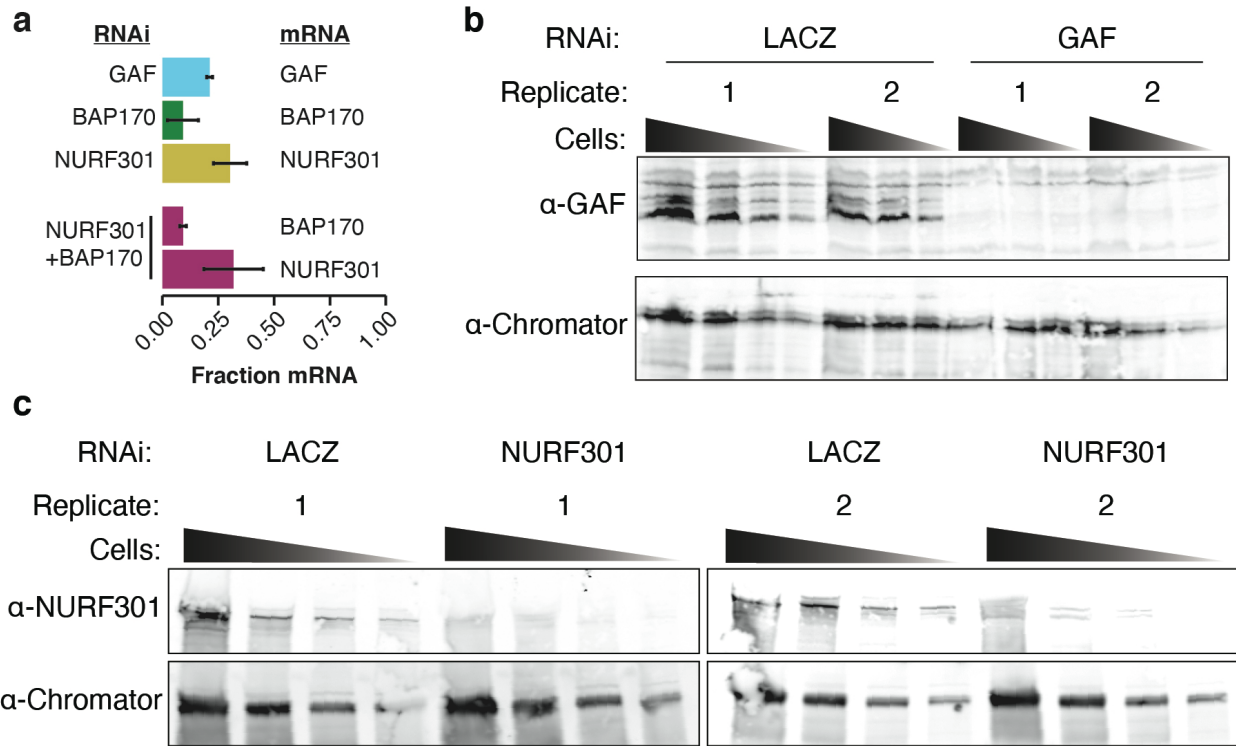 a
RNAi mRNA
GAF GAF
BAP170 BAP170
NURF301 NURF301
NURF301 +BAP170 BAP170
NURF301
0.00 0.25 0.50 0.75 1.00
Fraction mRNA
b
RNAi: LACZ GAF
Replicate: 1 2 1 2
Cells:
α-GAF
α-Chromator
c
RNAi: LACZ NURF301 LACZ NURF301
Replicate: 1 1 2 2
Cells:
α-NURF301
α-Chromator